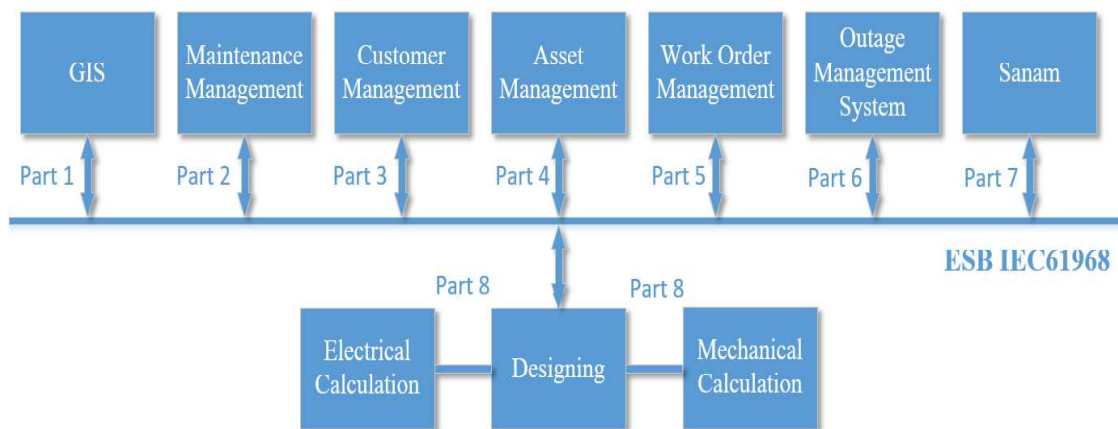 GIS
Maintenance
Management
Customer
Management
Asset
Management
Work Order
Management
Outage
Management
System
Sanam
Part 1
Part 2
Part 3
Part 4
Part 5
Part 6
Part 7
ESB IEC61968
Part 8
Part 8
Electrical
Calculation
Designing
Mechanical
Calculation